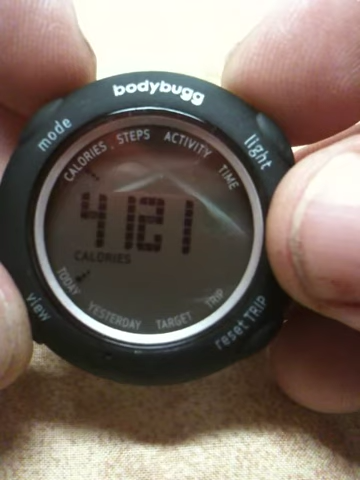 bodybugg
mode
light
CALORIES . STEPS ACTIVITY TIME
4121
CALORIES
TODAY YESTERDAY TARGET TRIP
view
reset TRIP